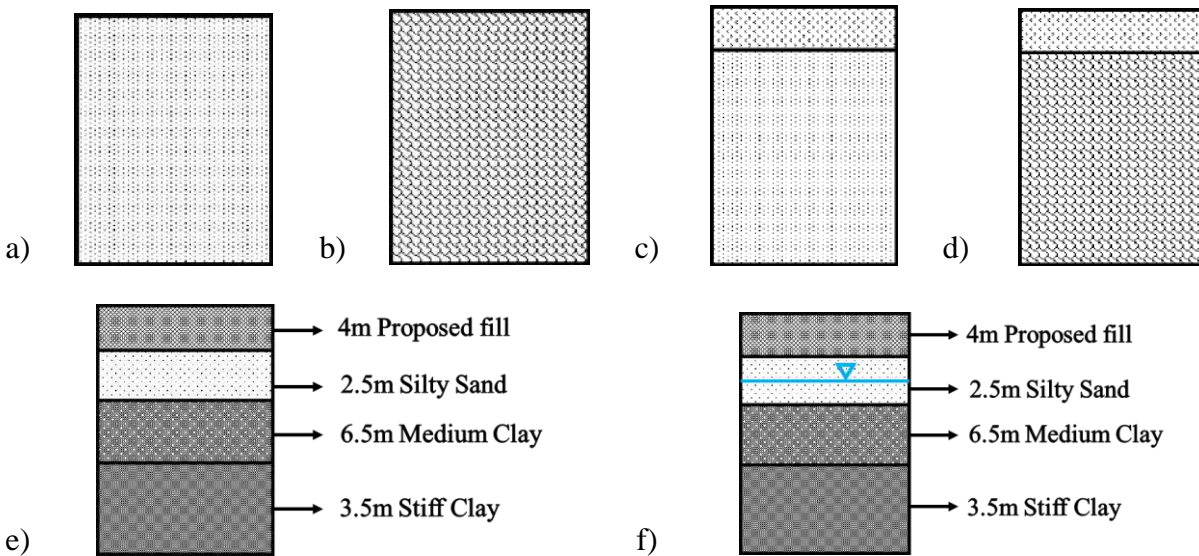 a)
b)
c)
d)
4m Proposed fill
2.5m Silty Sand
6.5m Medium Clay
3.5m Stiff Clay
e)
4m Proposed fill
2.5m Silty Sand
6.5m Medium Clay
3.5m Stiff Clay
f)